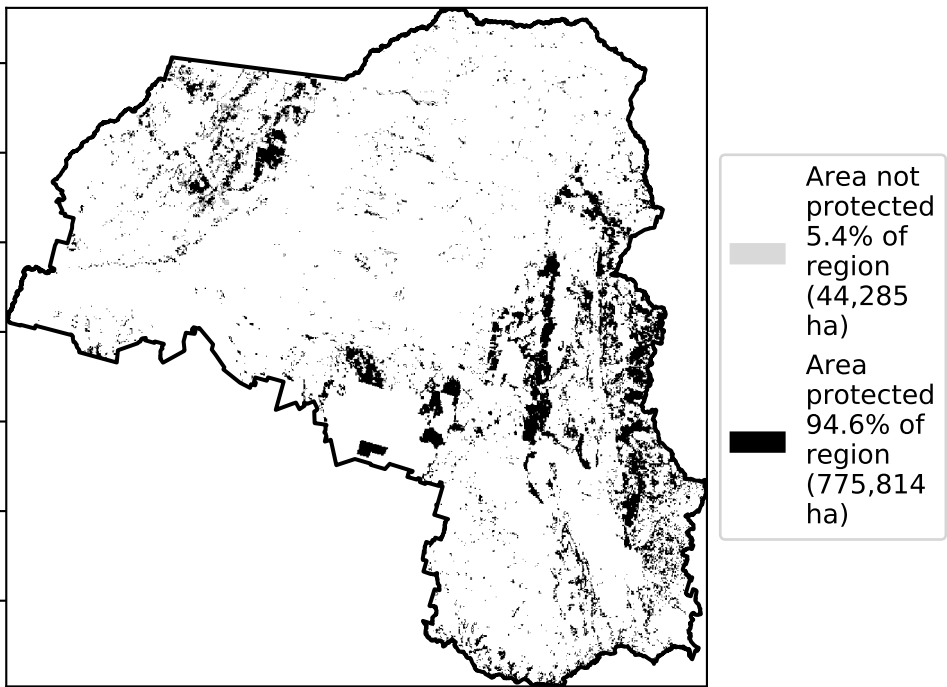 Area not
protected
5.4% of
region
(44,285
ha)
Area
protected
94.6% of
region
(775,814
ha)